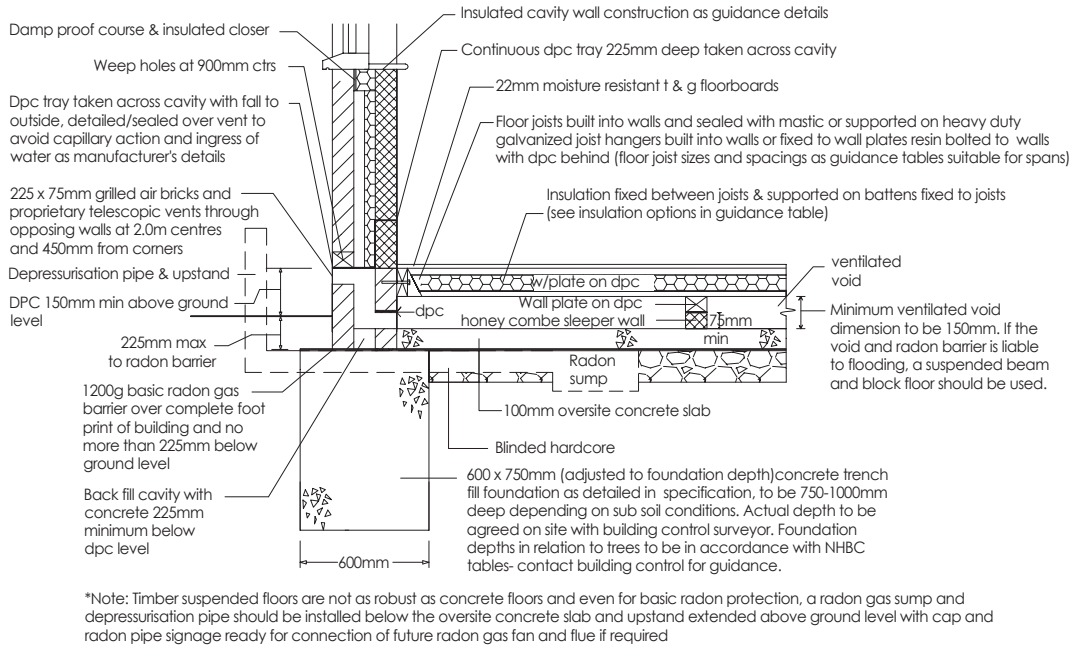 Damp proof course & insulated closer
Weep holes at 900mm ctrs
Dpc tray taken across cavity with fall to
outside, detailed/sealed over vent to
avoid capillary action and ingress of
water as manufacturer's details
225 x 75mm grilled air bricks and
proprietary telescopic vents through
opposing walls at 2.0m centres
and 450mm from corners
Depressurisation pipe & upstand
DPC 150mm min above ground
level
225mm max
to radon barrier
1200g basic radon gas
barrier over complete foot
print of building and no
more than 225mm below
ground level
Back fill cavity with
concrete 225mm
minimum below
dpc level
Insulated cavity wall construction as guidance details
Continuous dpc tray 225mm deep taken across cavity
22mm moisture resistant t & g floorboards
Floor joists built into walls and sealed with mastic or supported on heavy duty
galvanized joist hangers built into walls or fixed to wall plates resin bolted to walls
with dpc behind (floor joist sizes and spacings as guidance tables suitable for spans)
Insulation fixed between joists & supported on battens fixed to joists
(see insulation options in guidance table)
ventilated
void
w/plate on dpc
Wall plate on dpc
dpc
honey combe sleeper wall
75mm
min
Minimum ventilated void
dimension to be 150mm. If the
void and radon barrier is liable
to flooding, a suspended beam
and block floor should be used.
Radon
sump
100mm oversite concrete slab
Blinded hardcore
600 x 750mm (adjusted to foundation depth)concrete trench
fill foundation as detailed in specification, to be 750-1000mm
deep depending on sub soil conditions. Actual depth to be
agreed on site with building control surveyor. Foundation
depths in relation to trees to be in accordance with NHBC
tables- contact building control for guidance.
600mm
*Note: Timber suspended floors are not as robust as concrete floors and even for basic radon protection, a radon gas sump and
depressurisation pipe should be installed below the oversite concrete slab and upstand extended above ground level with cap and
radon pipe signage ready for connection of future radon gas fan and flue if required